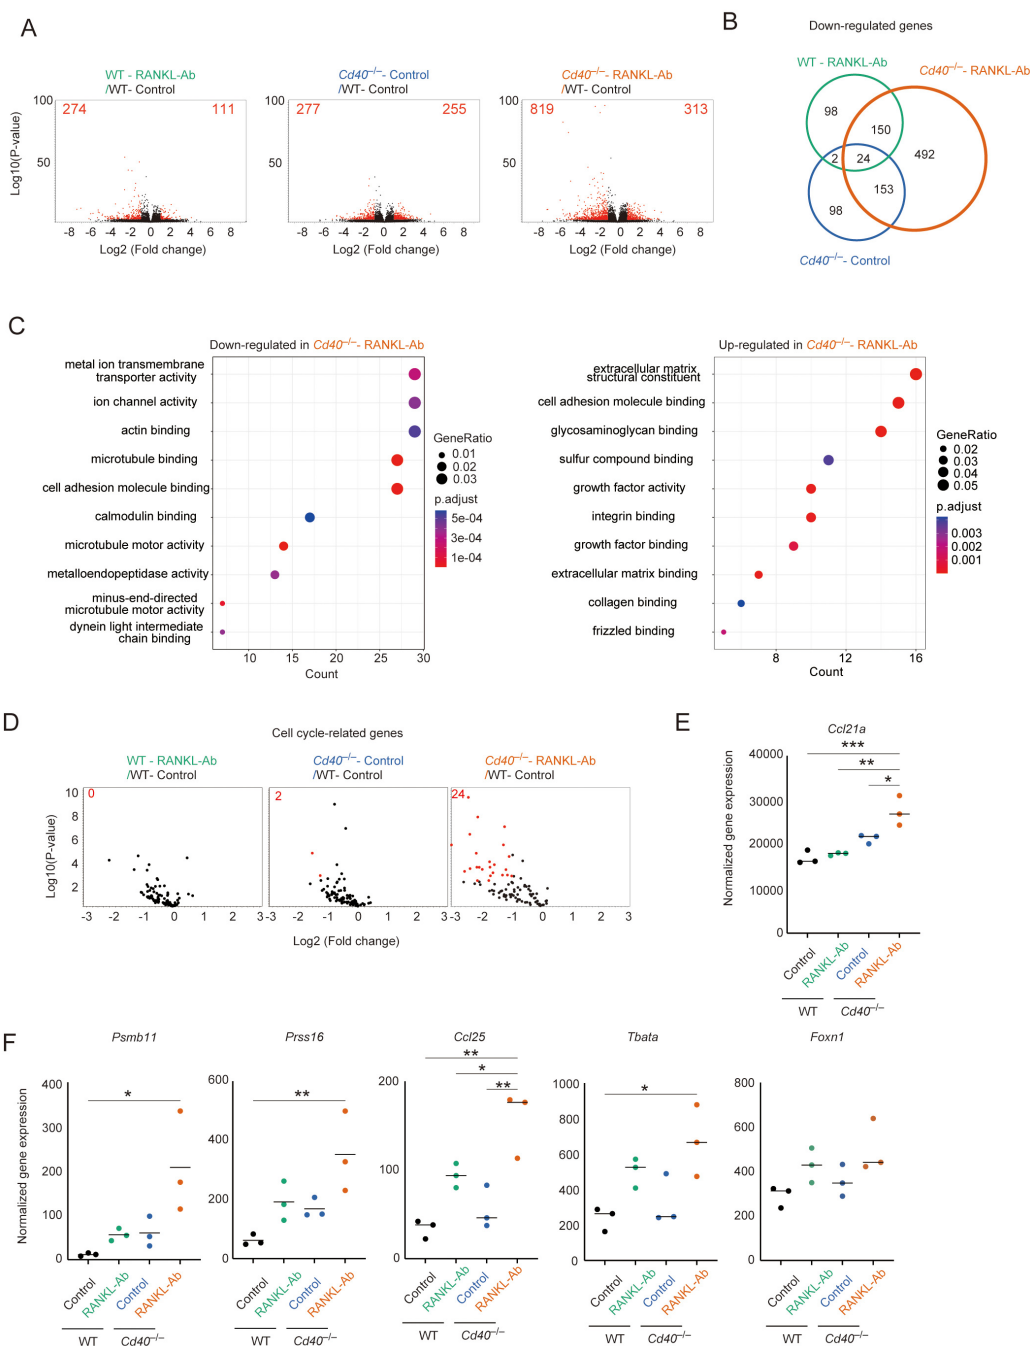 A
WT - RANKL-Ab
/WT- Control
Cd40⁻/⁻- Control
/WT- Control
Cd40⁻/⁻- RANKL-Ab
/WT- Control
Log10(P-value)
100
50
274 111
277 255
819 313
-8 -6 -4 -2 0 2 4 6 8
-8 -6 -4 -2 0 2 4 6 8
-8 -6 -4 -2 0 2 4 6 8
Log2 (Fold change)
Log2 (Fold change)
Log2 (Fold change)
B
Down-regulated genes
WT - RANKL-Ab
Cd40⁻/⁻- RANKL-Ab
98
150
2 24 492
153
98
Cd40⁻/⁻- Control
C
Down-regulated in Cd40⁻/⁻- RANKL-Ab
metal ion transmembrane
transporter activity
ion channel activity
actin binding
microtubule binding
cell adhesion molecule binding
calmodulin binding
microtubule motor activity
metalloendopeptidase activity
minus-end-directed
microtubule motor activity
dynein light intermediate
chain binding
10 15 20 25 30
Count
GeneRatio
0.01
0.02
0.03
p.adjust
5e-04
3e-04
1e-04
Up-regulated in Cd40⁻/⁻- RANKL-Ab
extracellular matrix
structural constituent
cell adhesion molecule binding
glycosaminoglycan binding
sulfur compound binding
growth factor activity
integrin binding
growth factor binding
extracellular matrix binding
collagen binding
frizzled binding
8 12 16
Count
GeneRatio
0.02
0.03
0.04
0.05
p.adjust
0.003
0.002
0.001
D
Cell cycle-related genes
WT - RANKL-Ab
/WT- Control
Cd40⁻/⁻- Control
/WT- Control
Cd40⁻/⁻- RANKL-Ab
/WT- Control
Log10(P-value)
10
8
6
4
2
0
2
24
-3 -2 -1 0 1 2 3
-3 -2 -1 0 1 2 3
-3 -2 -1 0 1 2 3
Log2 (Fold change)
E
Ccl21a
Normalized gene expression
40000
30000
20000
10000
0
***
**
*
Control
RANKL-Ab
Control
RANKL-Ab
WT Cd40⁻/⁻
F
Psmb11
Normalized gene expression
400
300
200
100
0
*
Control
RANKL-Ab
Control
RANKL-Ab
WT Cd40⁻/⁻
Prss16
600
400
200
0
**
Control
RANKL-Ab
Control
RANKL-Ab
WT Cd40⁻/⁻
Ccl25
200
100
0
**
*
**
Control
RANKL-Ab
Control
RANKL-Ab
WT Cd40⁻/⁻
Tbata
1000
800
600
400
200
0
*
Control
RANKL-Ab
Control
RANKL-Ab
WT Cd40⁻/⁻
Foxn1
800
600
400
200
0
Control
RANKL-Ab
Control
RANKL-Ab
WT Cd40⁻/⁻